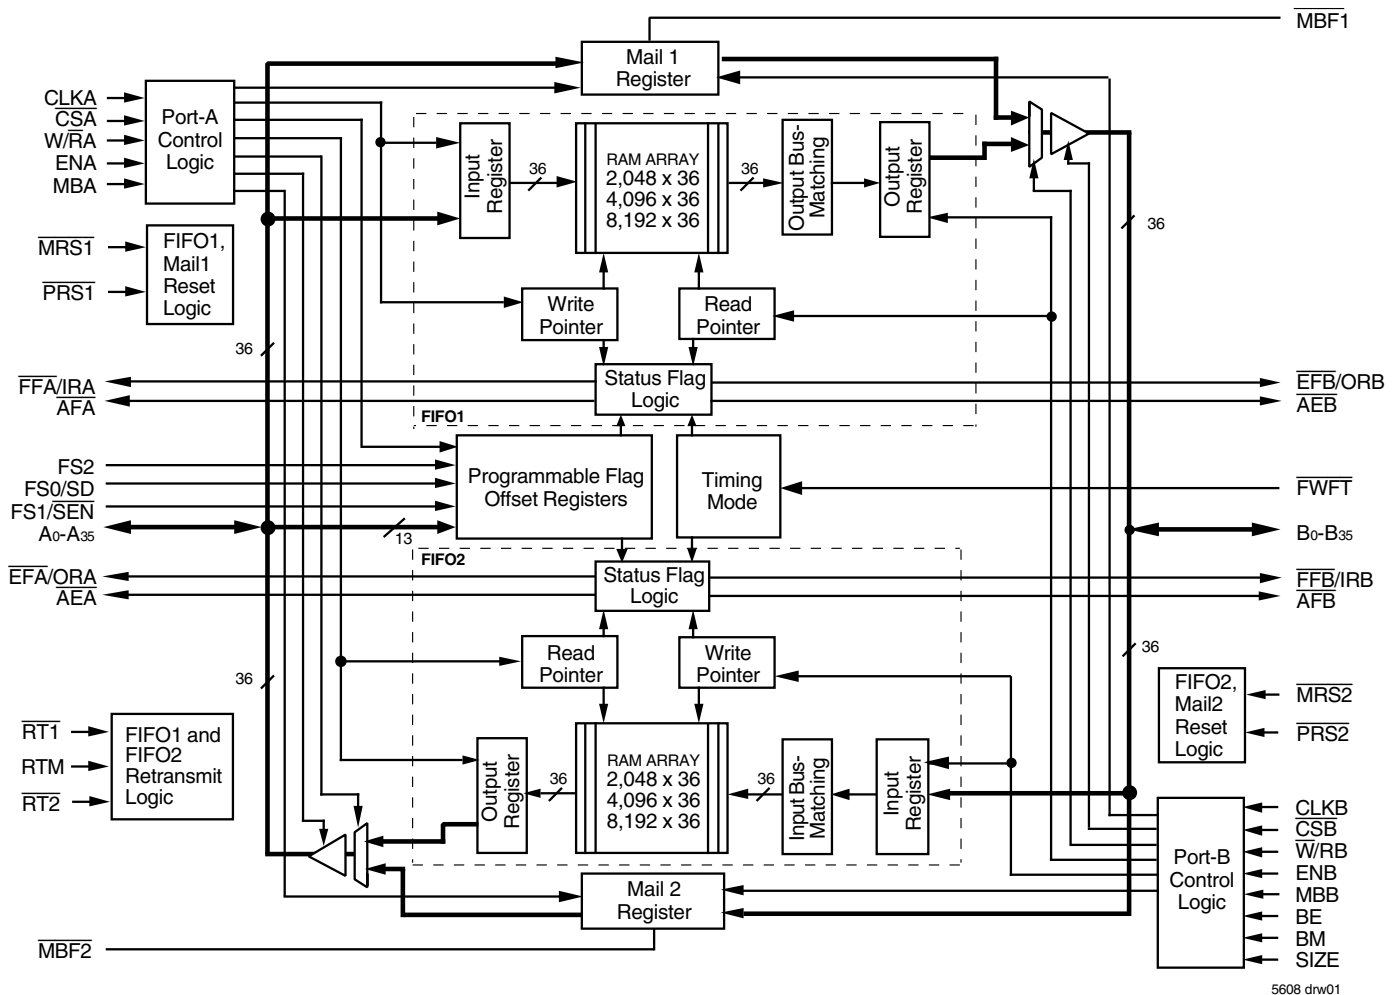 MBF1
Mail 1
Register
CLKA
CSA
W/RA
ENA
MBA
Port-A
Control
Logic
36
Input
Register
36
RAM ARRAY
2,048 x 36
4,096 x 36
8,192 x 36
36
Output Bus-
Matching
Output
Register
36
MRS1
PRS1
FIFO1,
Mail1
Reset
Logic
Write
Pointer
Read
Pointer
36
FFA/IRA
AFA
Status Flag
Logic
EFB/ORB
AEB
FIFO1
FS2
FS0/SD
FS1/SEN
A0-A35
Programmable Flag
Offset Registers
13
Timing
Mode
FWFT
B0-B35
FIFO2
EFA/ORA
AEA
Status Flag
Logic
FFB/IRB
AFB
Read
Pointer
Write
Pointer
36
36
FIFO2,
Mail2
Reset
Logic
MRS2
PRS2
RT1
RTM
RT2
FIFO1 and
FIFO2
Retransmit
Logic
Output
Register
36
RAM ARRAY
2,048 x 36
4,096 x 36
8,192 x 36
36
Input Bus-
Matching
Input
Register
Port-B
Control
Logic
CLKB
CSB
W/RB
ENB
MBB
BE
BM
SIZE
Mail 2
Register
MBF2
5608 drw01